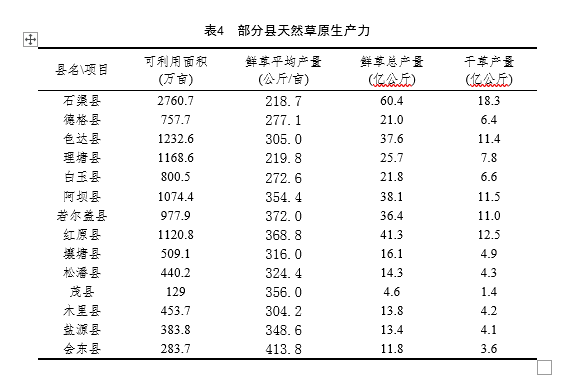 表4 部分县天然草原生产力
县名\项目 可利用面积(万亩) 鲜草平均产量(公斤/亩) 鲜草总产量(亿公斤) 干草产量(亿公斤)
石渠县 2760.7 218.7 60.4 18.3
德格县 757.7 277.1 21.0 6.4
色达县 1232.6 305.0 37.6 11.4
理塘县 1168.6 219.8 25.7 7.8
白玉县 800.5 272.6 21.8 6.6
阿坝县 1074.4 354.4 38.1 11.5
若尔盖县 977.9 372.0 36.4 11.0
红原县 1120.8 368.8 41.3 12.5
壤塘县 509.1 316.0 16.1 4.9
松潘县 440.2 324.4 14.3 4.3
茂县 129 356.0 4.6 1.4
木里县 453.7 304.2 13.8 4.2
盐源县 383.8 348.6 13.4 4.1
会东县 283.7 413.8 11.8 3.6